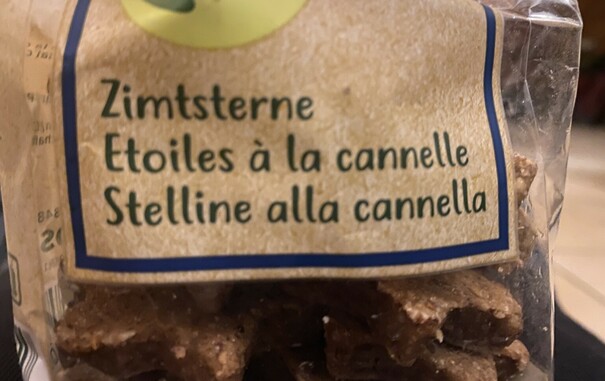 Zimtsterne
Etoiles à la cannelle
Stelline alla cannella